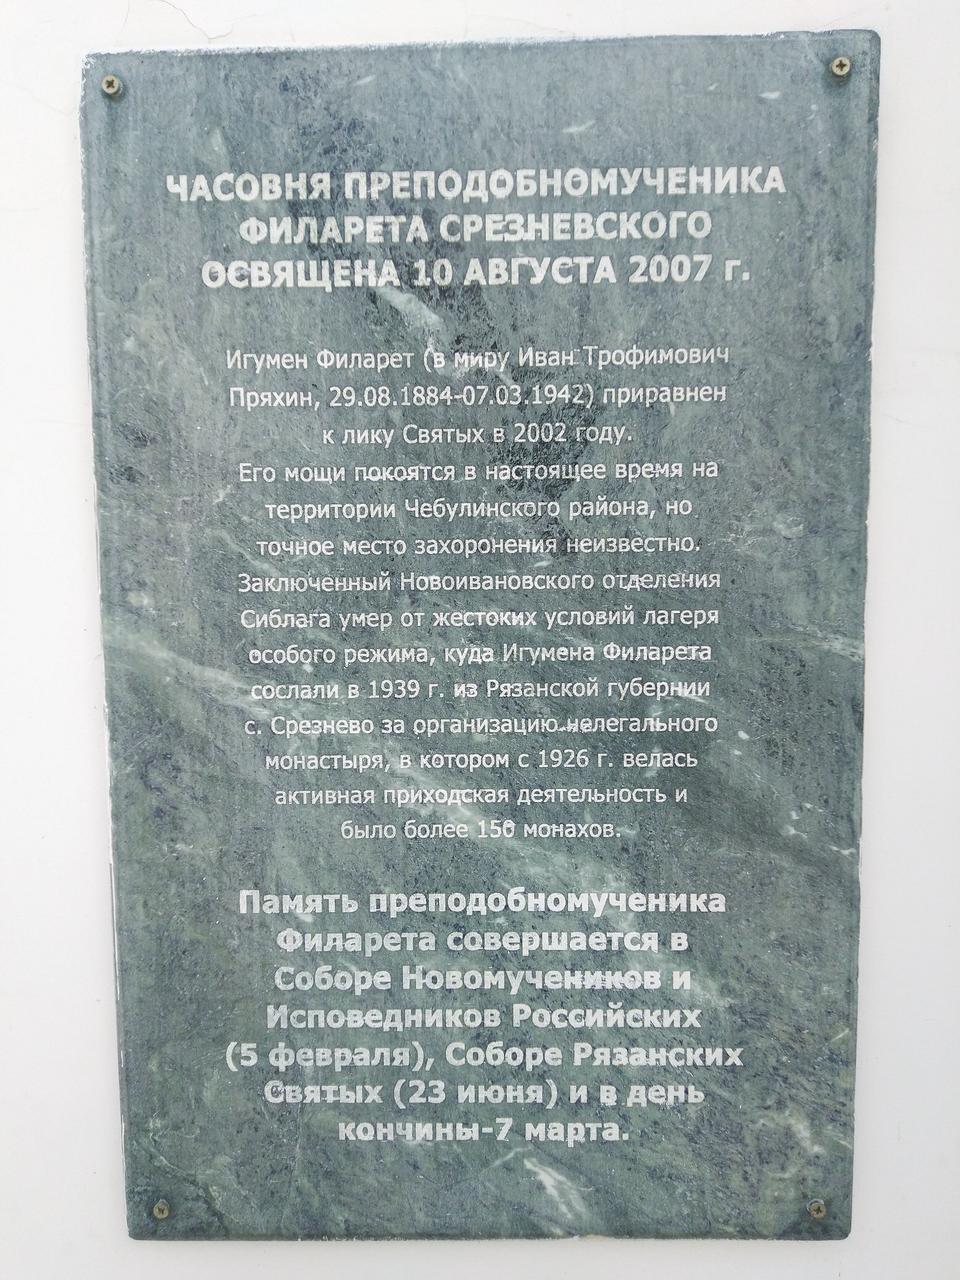 ЧАСОВНЯ ПРЕПОДОБНОМУЧЕНИКА
ФИЛАРЕТА СРЕЗНЕВСКОГО
ОСВЯЩЕНА 10 АВГУСТА 2007 г.
Игумен Филарет (в миру Иван Трофимович
Пряхин, 29.08.1884-07.03.1942) приравнен
к лику Святых в 2002 году.
Его мощи покоятся в настоящее время на
территории Чебулинского района, но
точное место захоронения неизвестно.
Заключенный Новоивановского отделения
Сиблага умер от жестоких условий лагеря
особого режима, куда Игумена Филарета
сослали в 1939 г. из Рязанской губернии
с. Срезнево за организацию нелегального
монастыря, в котором с 1926 г. велась
активная приходская деятельность и
было более 150 монахов.
Память преподобномученика
Филарета совершается в
Соборе Новомучеников и
Исповедников Российских
(5 февраля), Соборе Рязанских
Святых (23 июня) и в день
кончины-7 марта.